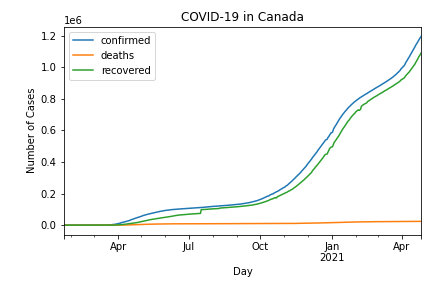 COVID-19 in Canada
1e6
confirmed
deaths
recovered
Number of Cases
1.2
1.0
0.8
0.6
0.4
0.2
0.0
Apr
Jul
Oct
Jan
2021
Apr
Day